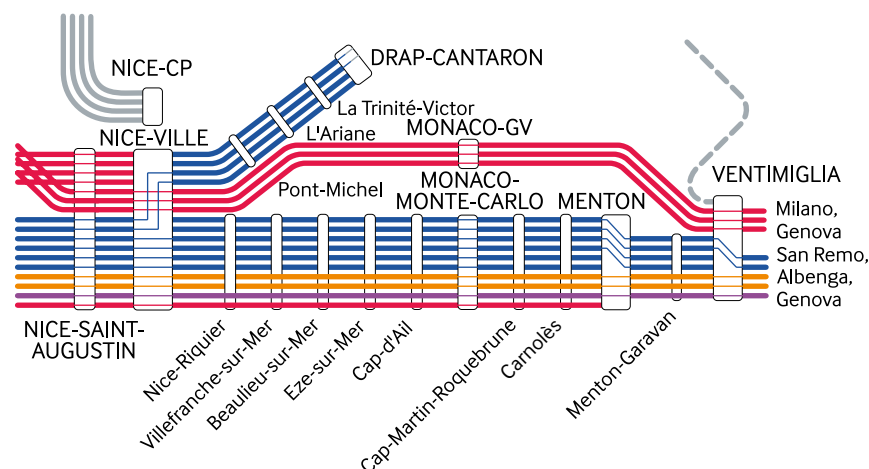 NICE-CP
DRAP-CANTARON
La Trinité-Victor
L'Ariane
Pont-Michel
NICE-VILLE
MONACO-GV
MONACO-
MONTE-CARLO
MENTON
VENTIMIGLIA
Milano,
Genova
San Remo,
Albenga,
Genova
NICE-SAINT-
AUGUSTIN
Nice-Riquier
Villefranche-sur-Mer
Beaulieu-sur-Mer
Eze-sur-Mer
Cap-d'Ail
Cap-Martin-Roquebrune
Carnolès
Menton-Garavan